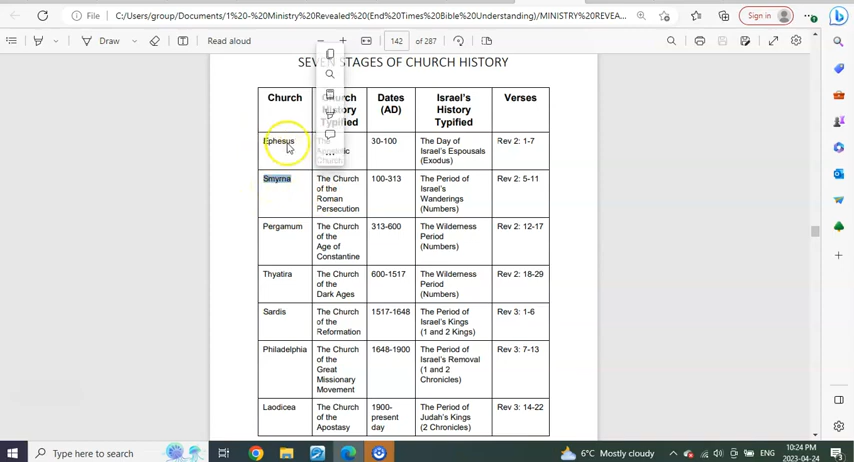 File
C:/Users/group/Documents/1%20-%20Ministry%20Revealed%20(End%20Times%20Bible%20Understanding)/MINISTRY%20REVEA...
Sign in
Draw
Read aloud
142 of 287
SEVEN STAGES OF CHURCH HISTORY
Church
Church History Typified
Dates (AD)
Israel's History Typified
Verses
Ephesus
The Apostolic Church
30-100
The Day of Israel's Espousals (Exodus)
Rev 2: 1-7
Smyrna
The Church of the Roman Persecution
100-313
The Period of Israel's Wanderings (Numbers)
Rev 2: 5-11
Pergamum
The Church of the Age of Constantine
313-600
The Wilderness Period (Numbers)
Rev 2: 12-17
Thyatira
The Church of the Dark Ages
600-1517
The Wilderness Period (Numbers)
Rev 2: 18-29
Sardis
The Church of the Reformation
1517-1648
The Period of Israel's Kings (1 and 2 Kings)
Rev 3: 1-6
Philadelphia
The Church of the Great Missionary Movement
1648-1900
The Period of Israel's Removal (1 and 2 Chronicles)
Rev 3: 7-13
Laodicea
The Church of the Apostasy
1900-present day
The Period of Judah's Kings (2 Chronicles)
Rev 3: 14-22
Type here to search
6°C Mostly cloudy
ENG
10:24 PM
2023-04-24